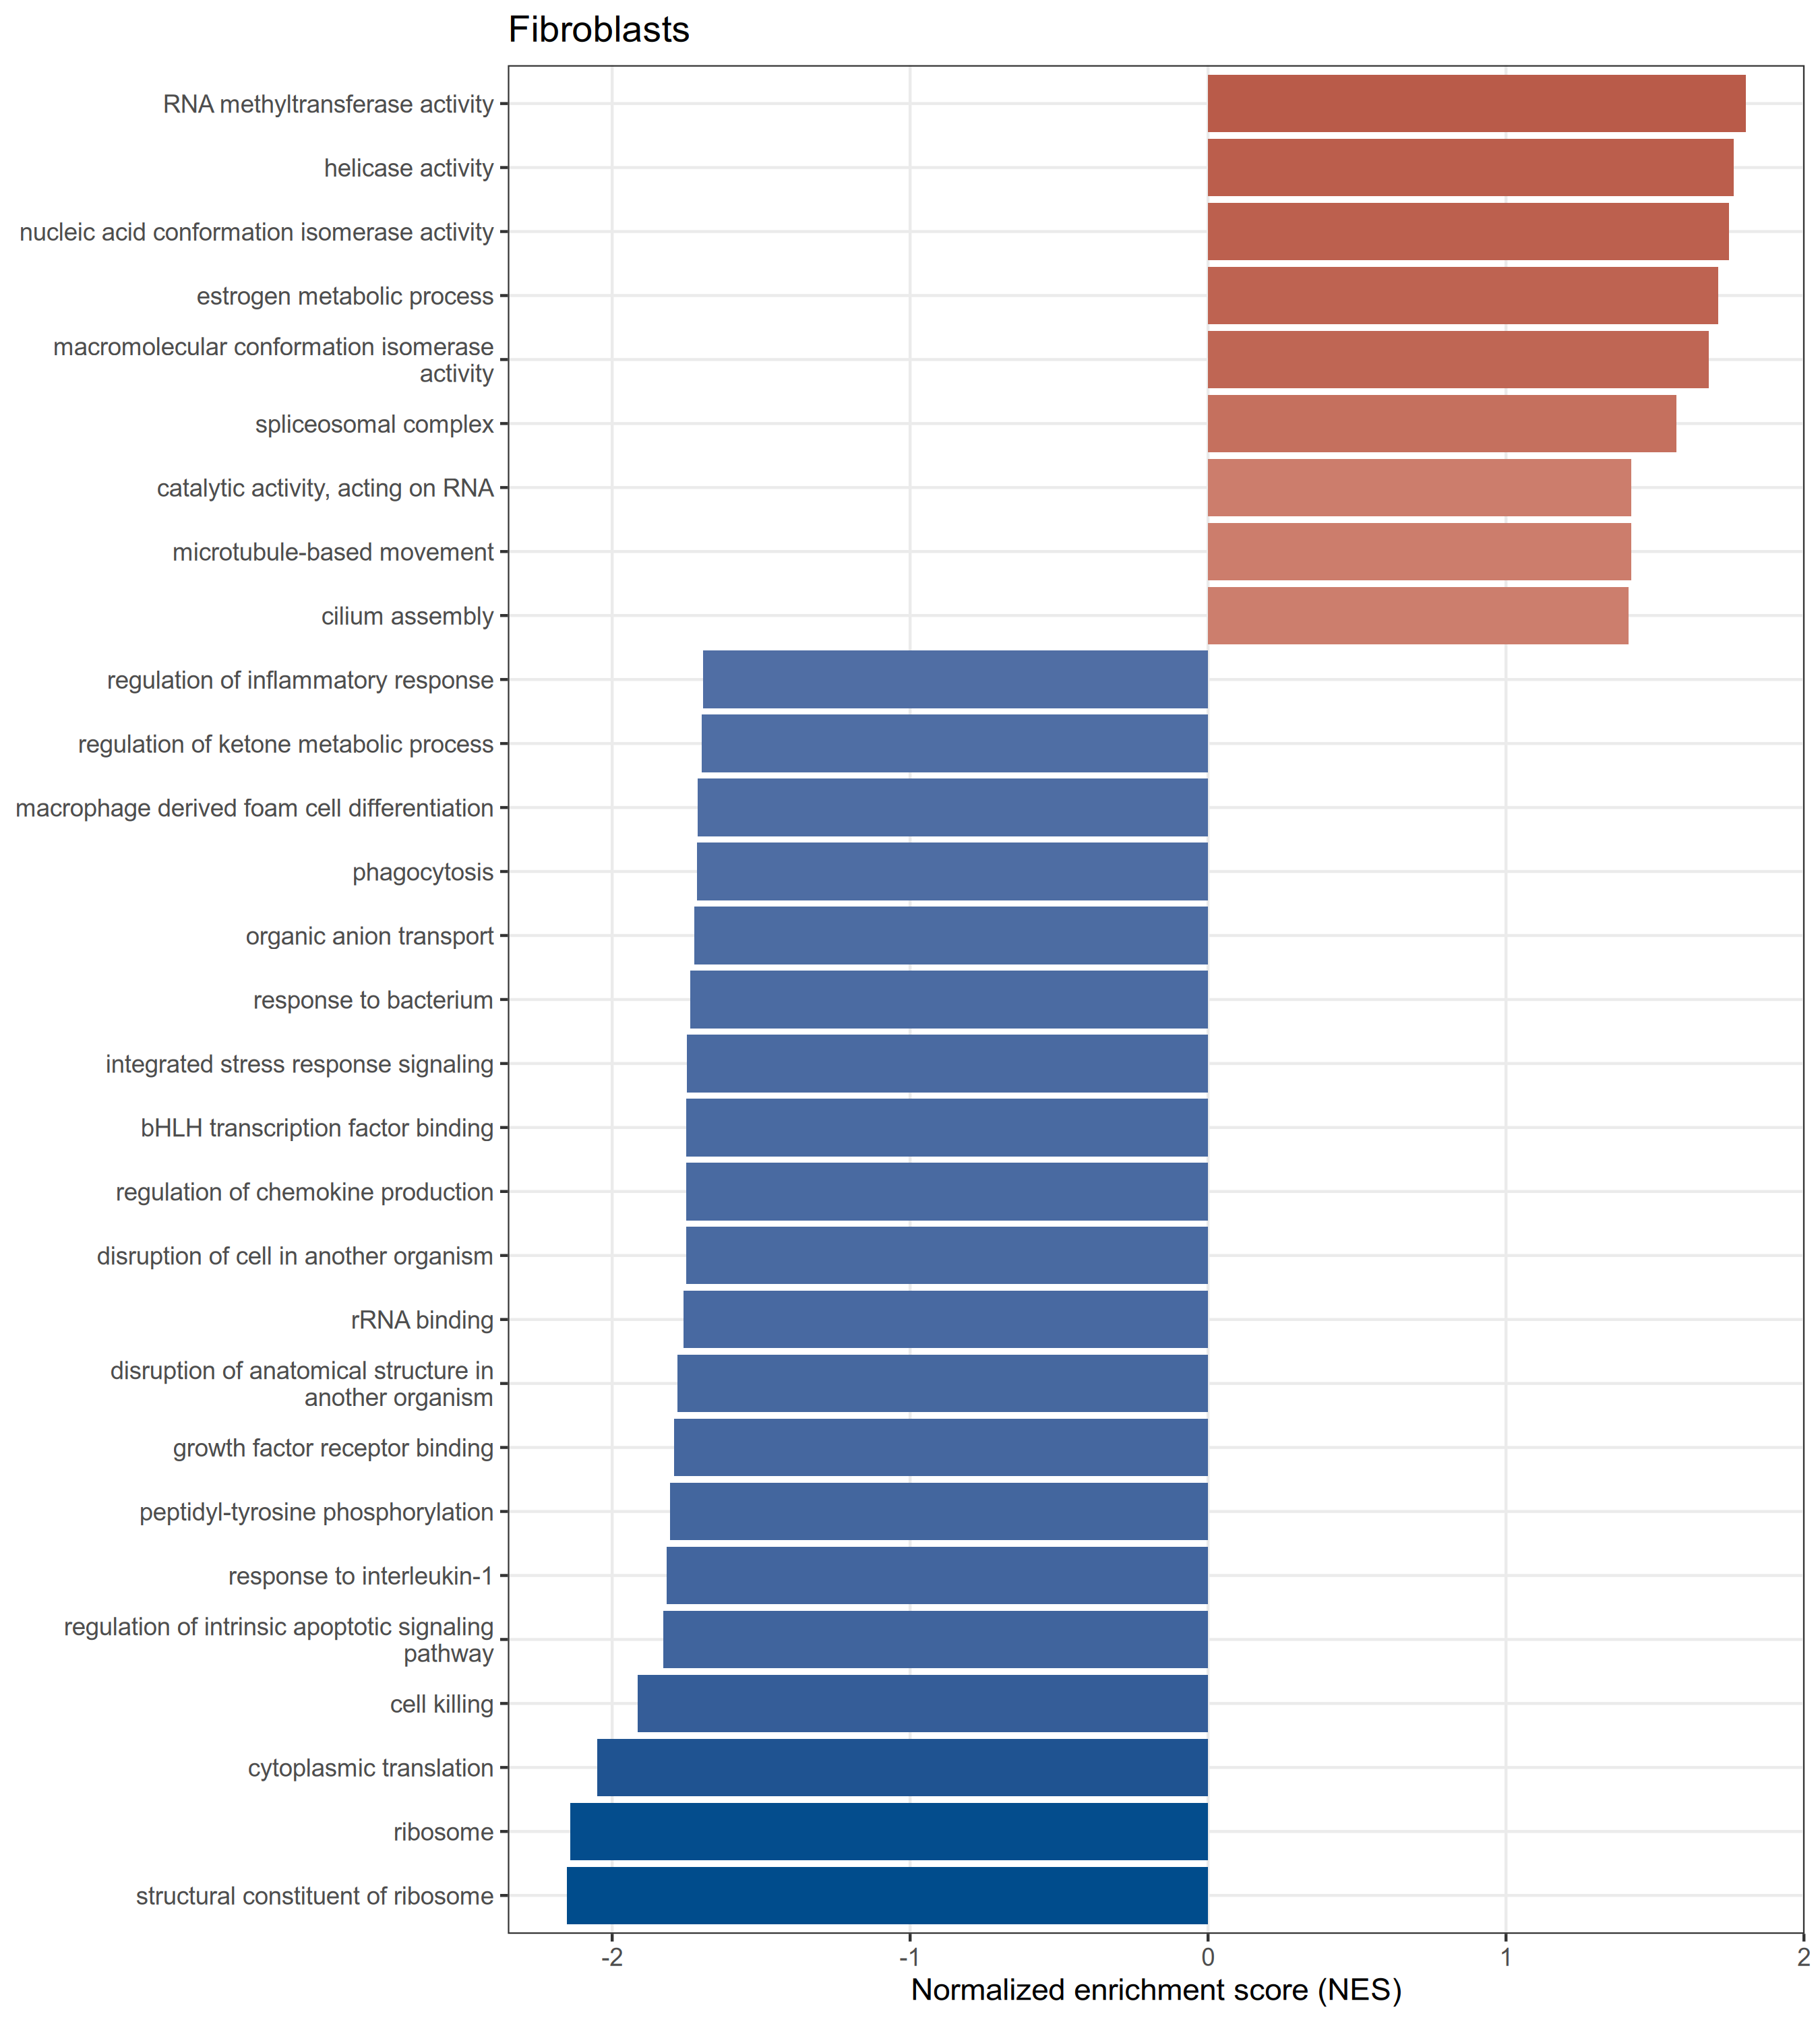 Fibroblasts
RNA methyltransferase activity
helicase activity
nucleic acid conformation isomerase activity
estrogen metabolic process
macromolecular conformation isomerase
activity
spliceosomal complex
catalytic activity, acting on RNA
microtubule-based movement
cilium assembly
regulation of inflammatory response
regulation of ketone metabolic process
macrophage derived foam cell differentiation
phagocytosis
organic anion transport
response to bacterium
integrated stress response signaling
bHLH transcription factor binding
regulation of chemokine production
disruption of cell in another organism
rRNA binding
disruption of anatomical structure in
another organism
growth factor receptor binding
peptidyl-tyrosine phosphorylation
response to interleukin-1
regulation of intrinsic apoptotic signaling
pathway
cell killing
cytoplasmic translation
ribosome
structural constituent of ribosome
-2 -1 0 1 2
Normalized enrichment score (NES)